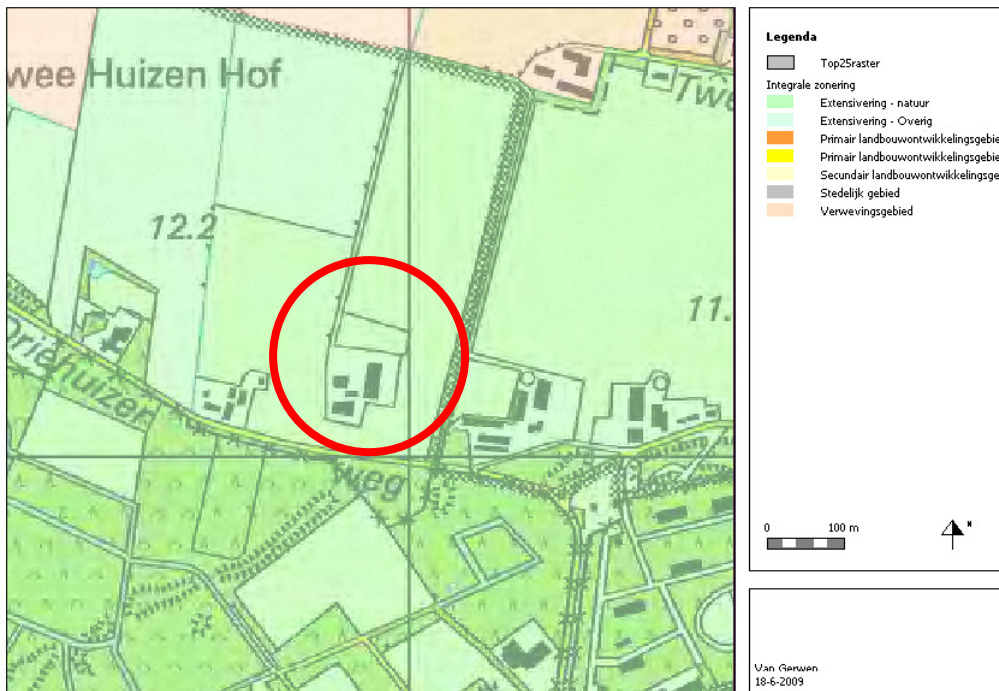 wee Huizen Hof
Twe
12.2
11.
Driehuizer
weg
Legenda
Top25raster
Integrale zonering
Extensivering - natuur
Extensivering - Overig
Primair landbouwontwikkelingsgebie
Primair landbouwontwikkelingsgebie
Secundair landbouwontwikkelingsge
Stedelijk gebied
Verwevingsgebied
0 100 m
N
Van Gerwen
18-6-2009